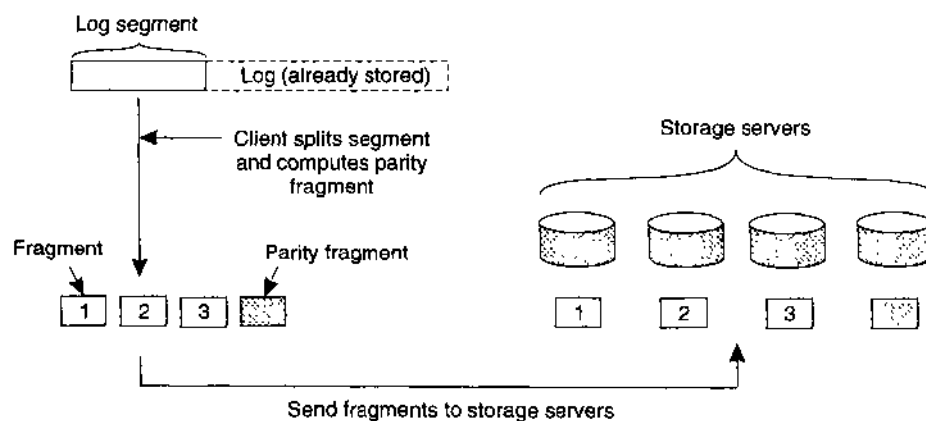 Log segment
Log (already stored)
Client splits segment
and computes parity
fragment
Storage servers
Fragment
Parity fragment
1
2
3
1
2
3
Send fragments to storage servers